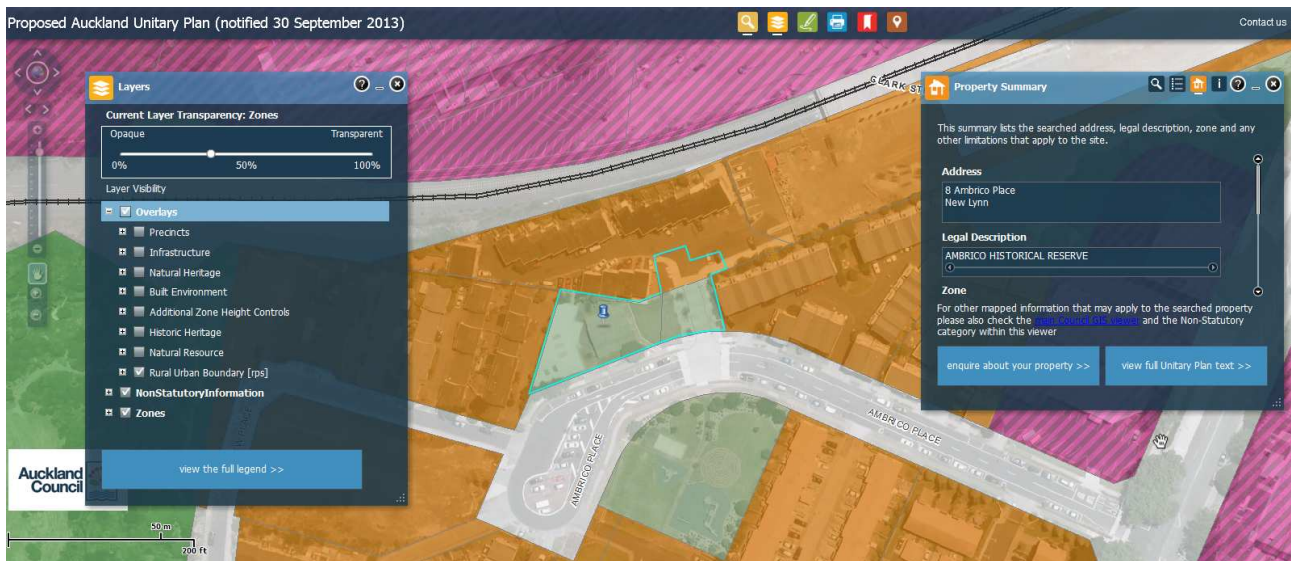 Proposed Auckland Unitary Plan (notified 30 September 2013)
Contact us
Layers
Current Layer Transparency: Zones
Opaque
Transparent
0%
50%
100%
Layer Visibility
Overlays
Precincts
Infrastructure
Natural Heritage
Built Environment
Additional Zone Height Controls
Historic Heritage
Natural Resource
Rural Urban Boundary [rps]
NonStatutoryInformation
Zones
view the full legend >>
Auckland
Council
50 m
200 ft
CLARK ST
AMBRICO PLACE
AMBRICO PLACE
Property Summary
This summary lists the searched address, legal description, zone and any
other limitations that apply to the site.
Address
8 Ambrico Place
New Lynn
Legal Description
AMBRICO HISTORICAL RESERVE
Zone
For other mapped information that may apply to the searched property
please also check the main Council GIS viewer and the Non-Statutory
category within this viewer
enquire about your property >>
view full Unitary Plan text >>